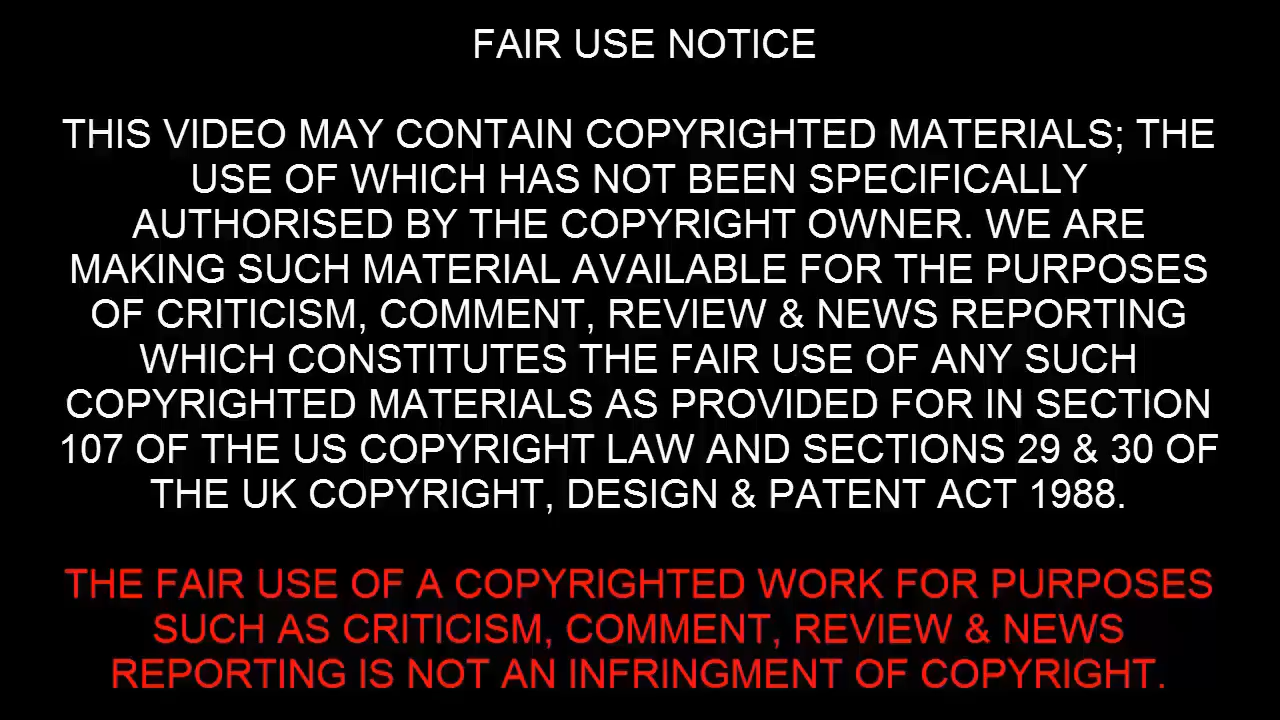 FAIR USE NOTICE
THIS VIDEO MAY CONTAIN COPYRIGHTED MATERIALS; THE
USE OF WHICH HAS NOT BEEN SPECIFICALLY
AUTHORISED BY THE COPYRIGHT OWNER. WE ARE
MAKING SUCH MATERIAL AVAILABLE FOR THE PURPOSES
OF CRITICISM, COMMENT, REVIEW & NEWS REPORTING
WHICH CONSTITUTES THE FAIR USE OF ANY SUCH
COPYRIGHTED MATERIALS AS PROVIDED FOR IN SECTION
107 OF THE US COPYRIGHT LAW AND SECTIONS 29 & 30 OF
THE UK COPYRIGHT, DESIGN & PATENT ACT 1988.
THE FAIR USE OF A COPYRIGHTED WORK FOR PURPOSES
SUCH AS CRITICISM, COMMENT, REVIEW & NEWS
REPORTING IS NOT AN INFRINGMENT OF COPYRIGHT.